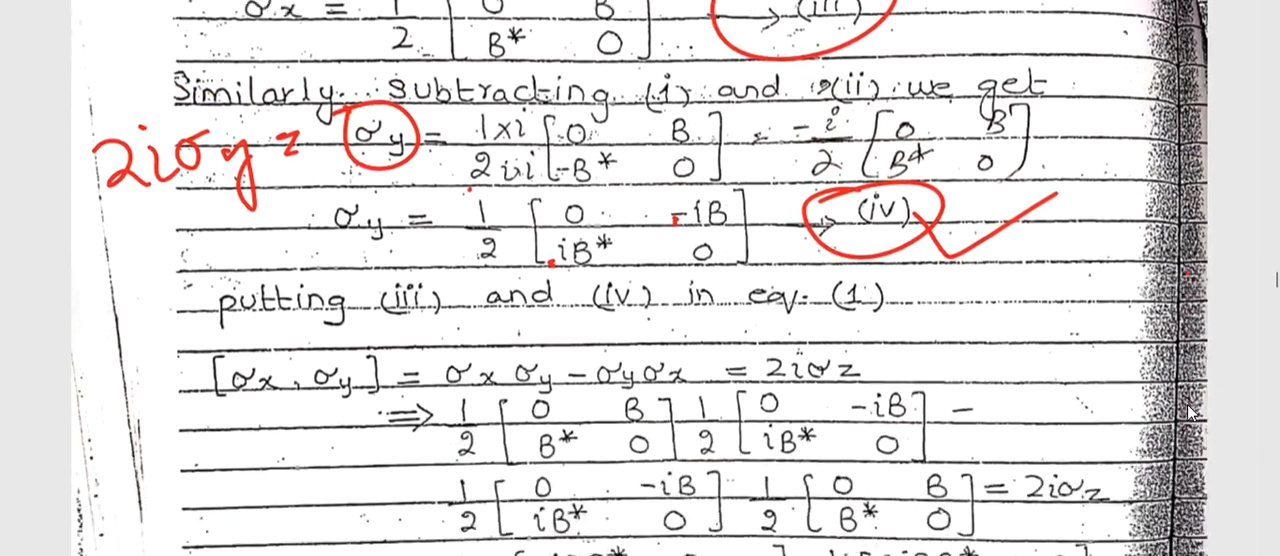 σx = 1/2 [0 B; B* 0] → (iii)
Similarly subtracting (i) and (ii) we get
2iσy = σy = 1×i/2i×i [0 B; -B* 0] = -i/2 [0 B; B* 0]
σy = 1/2 [0 -iB; iB* 0] → (iv)
putting (iii) and (iv) in eq. (1)
[σx, σy] = σxσy - σyσx = 2iσz
⇒ 1/2 [0 B; B* 0] 1/2 [0 -iB; iB* 0] -
1/2 [0 -iB; iB* 0] 1/2 [0 B; B* 0] = 2iσz